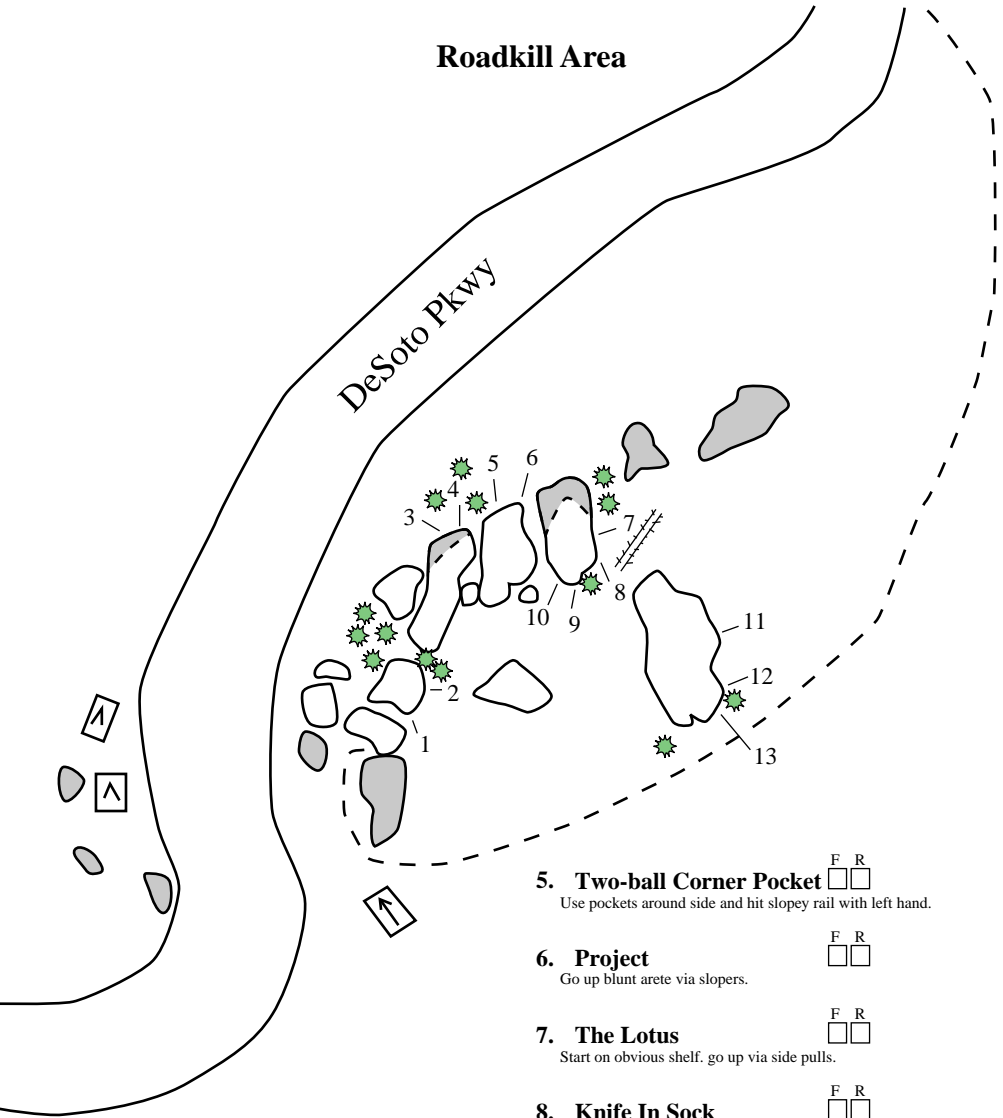 Roadkill Area
DeSoto Pkwy
5
6
4
3
7
8
10
9
11
12
2
1
13
F R
5. Two-ball Corner Pocket
Use pockets around side and hit slopey rail with left hand.
F R
6. Project
Go up blunt arete via slopers.
F R
7. The Lotus
Start on obvious shelf. go up via side pulls.
F R
8. Knife In Sock